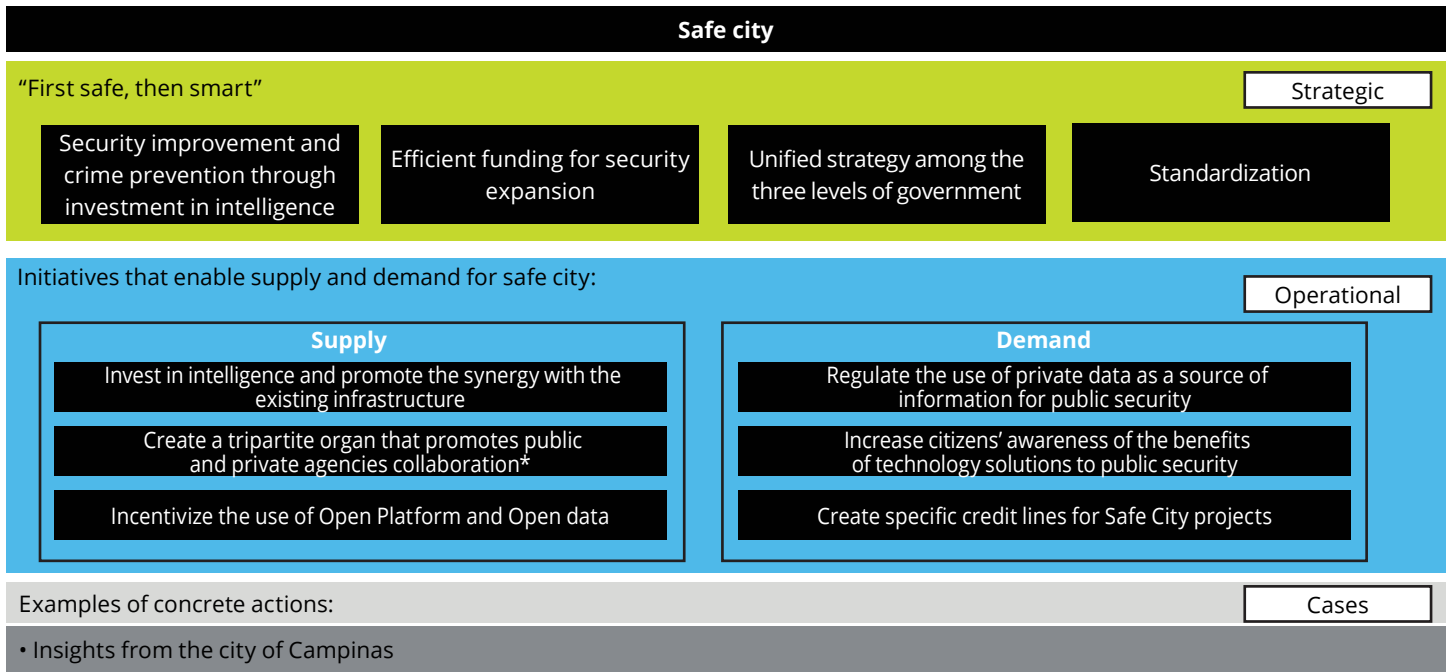 Safe city
“First safe, then smart”
Strategic
Security improvement and
crime prevention through
investment in intelligence
Efficient funding for security
expansion
Unified strategy among the
three levels of government
Standardization
Initiatives that enable supply and demand for safe city:
Operational
Supply
Invest in intelligence and promote the synergy with the
existing infrastructure
Create a tripartite organ that promotes public
and private agencies collaboration*
Incentivize the use of Open Platform and Open data
Demand
Regulate the use of private data as a source of
information for public security
Increase citizens’ awareness of the benefits
of technology solutions to public security
Create specific credit lines for Safe City projects
Examples of concrete actions:
Cases
• Insights from the city of Campinas